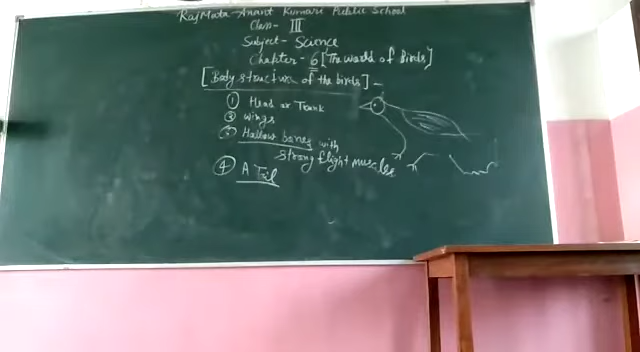 RajMata Anant Kumari Public School
Class- III
Subject- Science
Chapter- 6 [The world of Birds]
[Body structure of the birds] -
① Head or Trunk
② Wings
③ Hallow bones with
strong flight muscles
④ A Tail